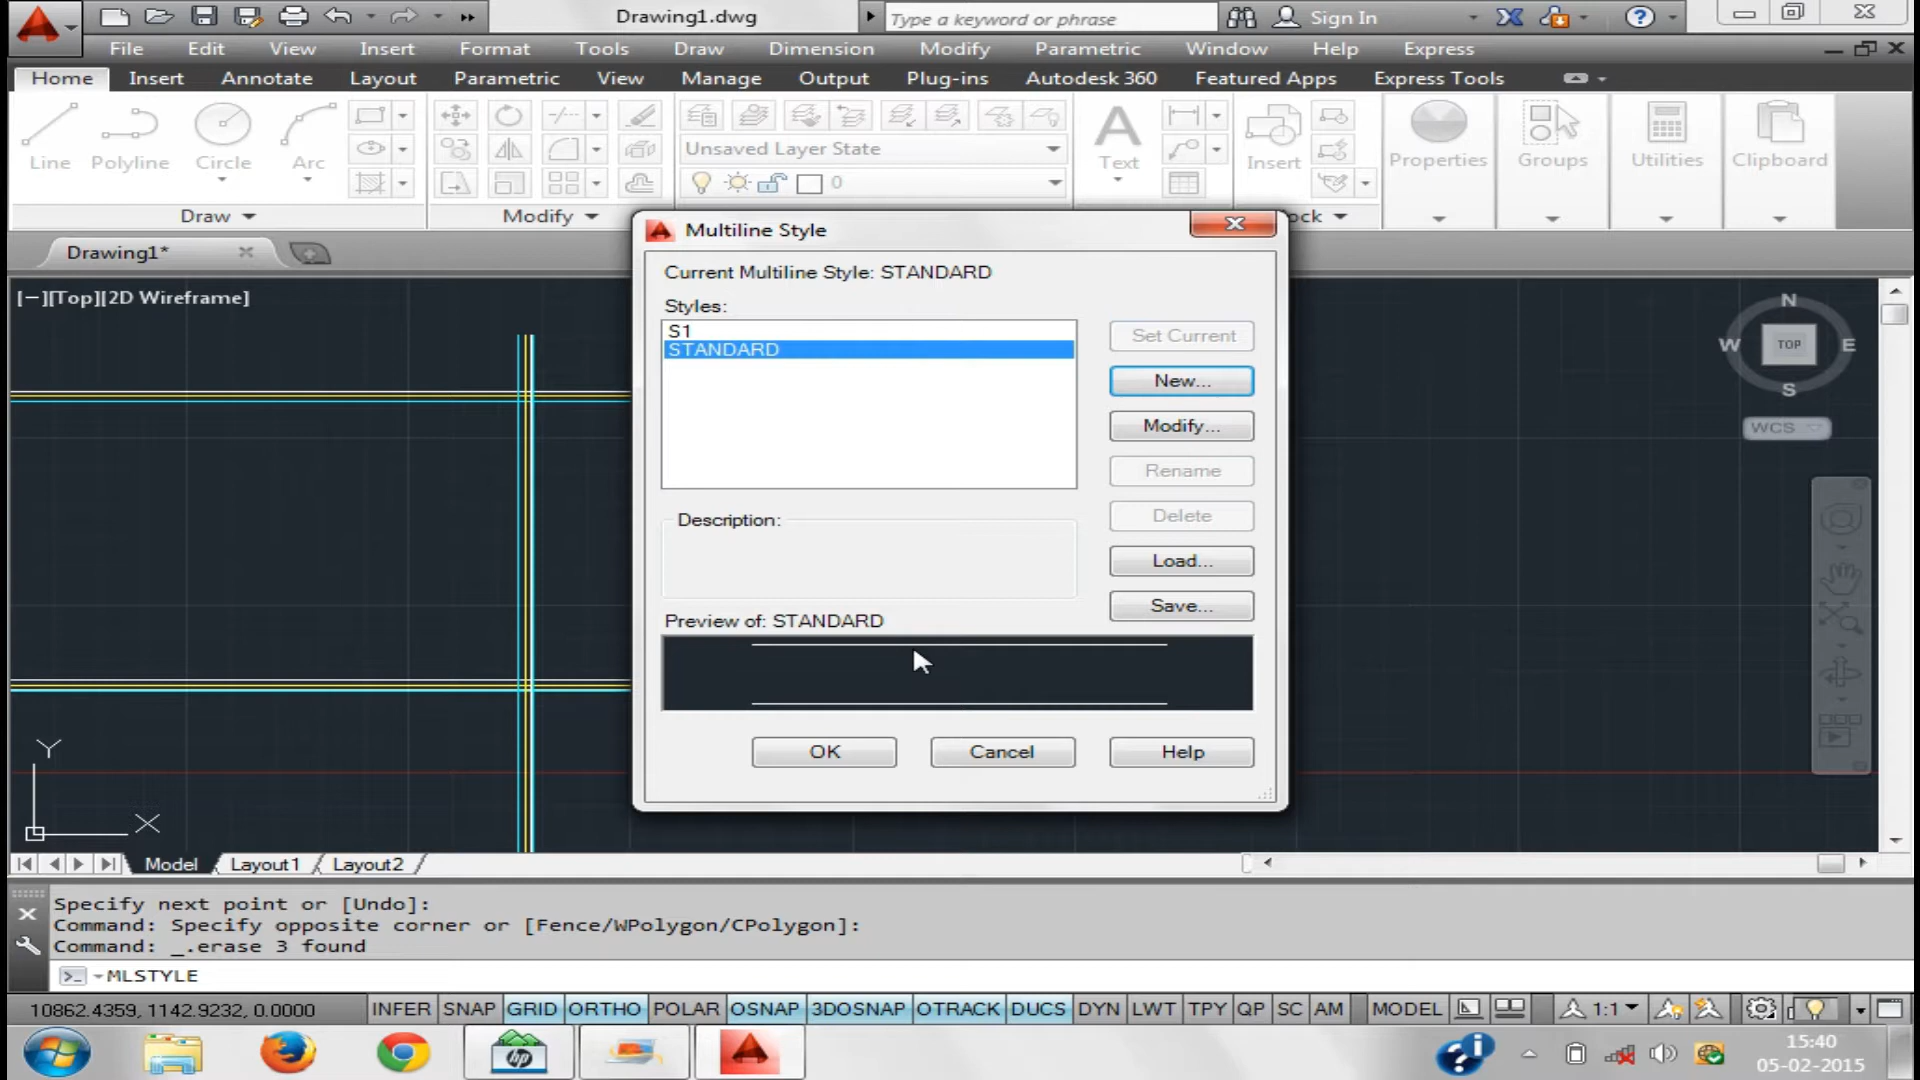 Drawing1.dwg
Type a keyword or phrase
Sign In
File Edit View Insert Format Tools Draw Dimension Modify Parametric Window Help Express
Home Insert Annotate Layout Parametric View Manage Output Plug-ins Autodesk 360 Featured Apps Express Tools
Line Polyline Circle Arc
Unsaved Layer State
0
Text Insert Properties Groups Utilities Clipboard
Draw Modify ock
Drawing1*
[−][Top][2D Wireframe]
Multiline Style
Current Multiline Style: STANDARD
Styles:
S1
STANDARD
Set Current
New...
Modify...
Rename
Delete
Load...
Save...
Description:
Preview of: STANDARD
OK Cancel Help
N
W TOP E
S
WCS
Y
X
Model Layout1 Layout2
Specify next point or [Undo]:
Command: Specify opposite corner or [Fence/WPolygon/CPolygon]:
Command: _.erase 3 found
MLSTYLE
10862.4359, 1142.9232, 0.0000 INFER SNAP GRID ORTHO POLAR OSNAP 3DOSNAP OTRACK DUCS DYN LWT TPY QP SC AM MODEL 1:1
hp
15:40
05-02-2015